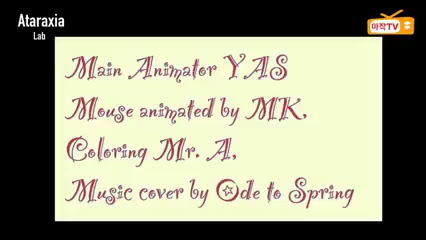 Ataraxia
Lab
아작TV
Main Animator YAS
Mouse animated by MK,
Coloring Mr. A,
Music cover by Ode to Spring